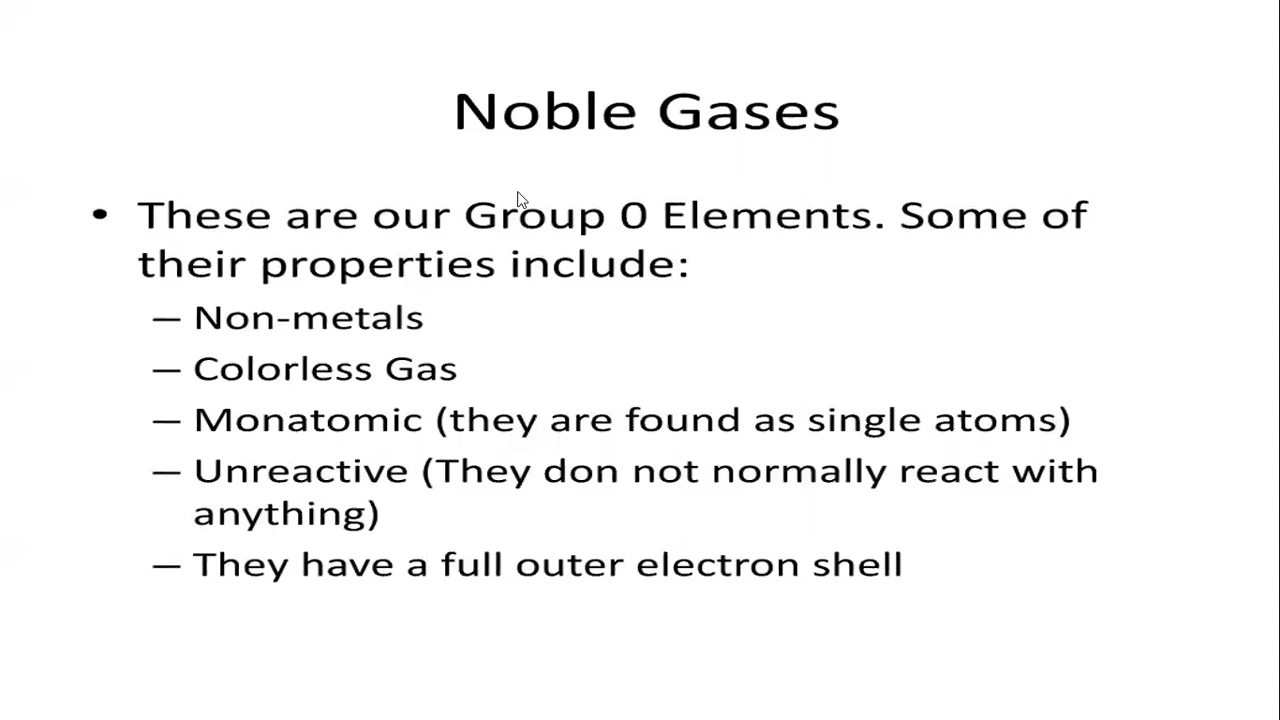 Noble Gases
• These are our Group 0 Elements. Some of
their properties include:
– Non-metals
– Colorless Gas
– Monatomic (they are found as single atoms)
– Unreactive (They don not normally react with
anything)
– They have a full outer electron shell